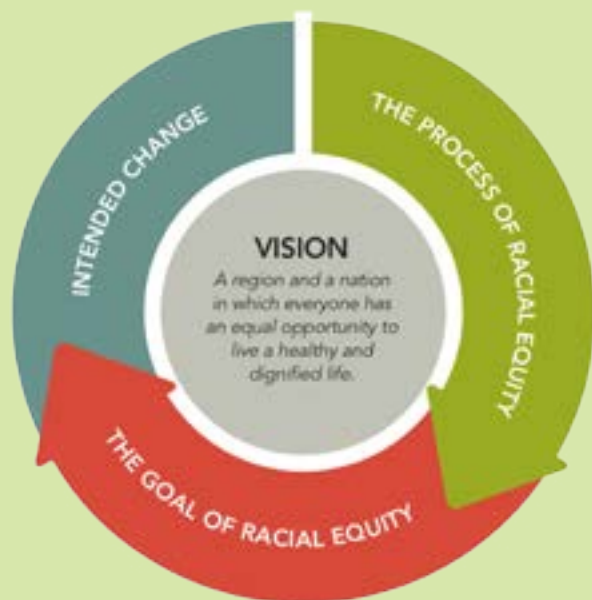 INTENDED CHANGE
THE PROCESS OF RACIAL EQUITY
VISION
A region and a nation
in which everyone has
an equal opportunity to
live a healthy and
dignified life.
THE GOAL OF RACIAL EQUITY